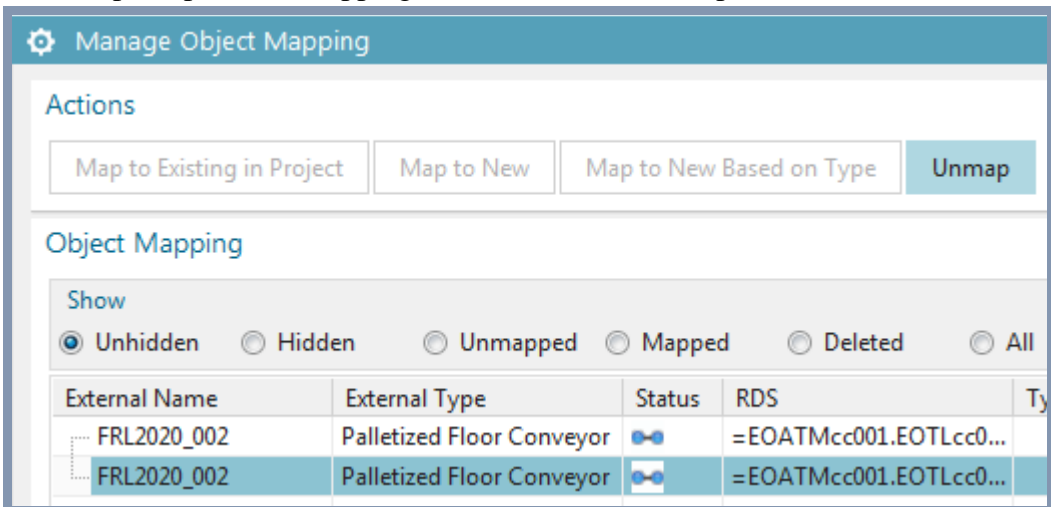 Manage Object Mapping
Actions
Map to Existing in Project Map to New Map to New Based on Type Unmap
Object Mapping
Show
Unhidden Hidden Unmapped Mapped Deleted All
External Name External Type Status RDS
FRL2020_002 Palletized Floor Conveyor =EOATMcc001.EOTLcc0...
FRL2020_002 Palletized Floor Conveyor =EOATMcc001.EOTLcc0...